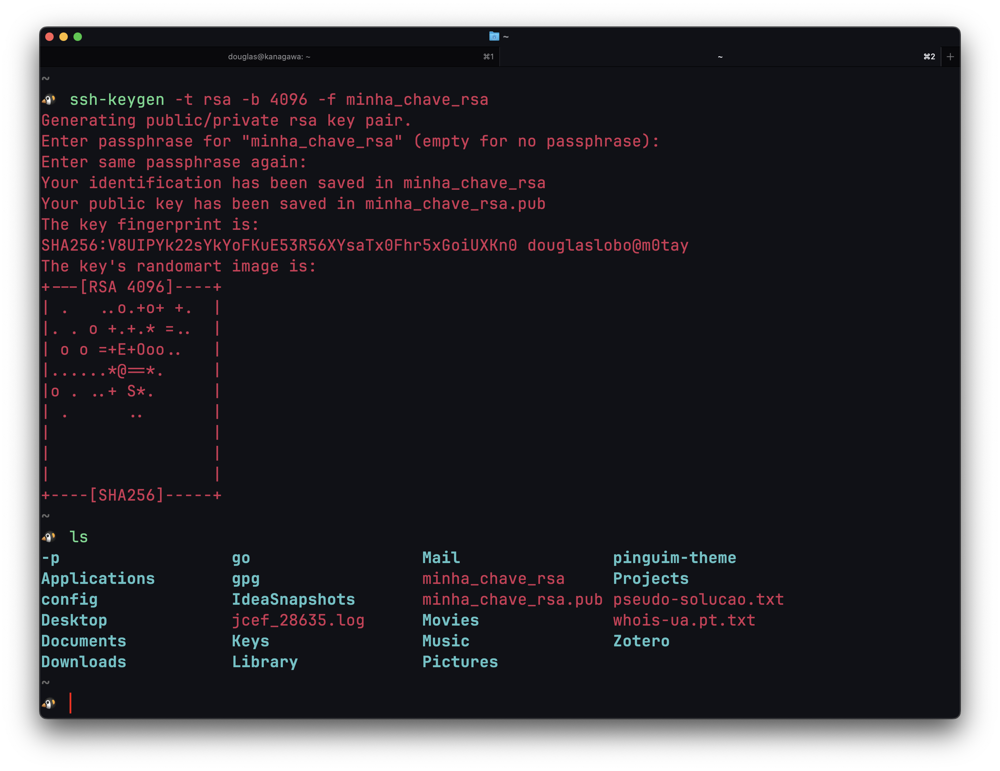 ~
douglas@kanagawa: ~ ⌘1 ~ ⌘2 +
~
ssh-keygen -t rsa -b 4096 -f minha_chave_rsa
Generating public/private rsa key pair.
Enter passphrase for "minha_chave_rsa" (empty for no passphrase):
Enter same passphrase again:
Your identification has been saved in minha_chave_rsa
Your public key has been saved in minha_chave_rsa.pub
The key fingerprint is:
SHA256:V8UIPYk22sYkYoFKuE53R56XYsaTx0Fhr5xGoiUXKn0 douglaslobo@m0tay
The key's randomart image is:
+---[RSA 4096]----+
| .   ..o.+o+ +.  |
|. . o +.+.* =..  |
| o o =+E+Ooo..   |
|......*@==*.     |
|o . ..+ S*.      |
| .      ..       |
|                 |
|                 |
|                 |
+----[SHA256]-----+
~
ls
-p go Mail pinguim-theme
Applications gpg minha_chave_rsa Projects
config IdeaSnapshots minha_chave_rsa.pub pseudo-solucao.txt
Desktop jcef_28635.log Movies whois-ua.pt.txt
Documents Keys Music Zotero
Downloads Library Pictures
~